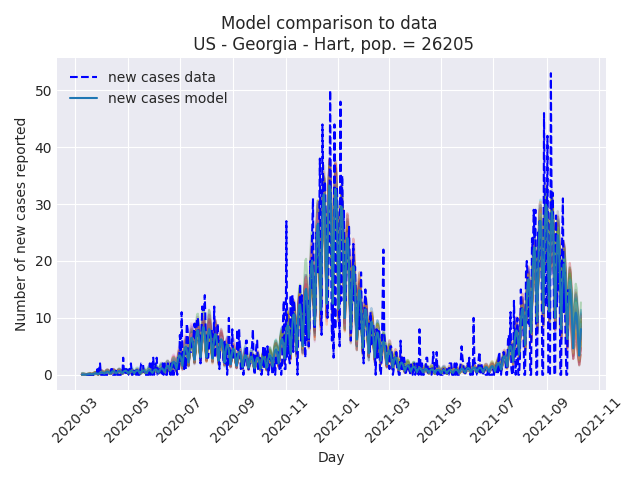 Model comparison to data
US - Georgia - Hart, pop. = 26205
new cases data
new cases model
Number of new cases reported
50
40
30
20
10
0
2020-03
2020-05
2020-07
2020-09
2020-11
2021-01
2021-03
2021-05
2021-07
2021-09
2021-11
Day